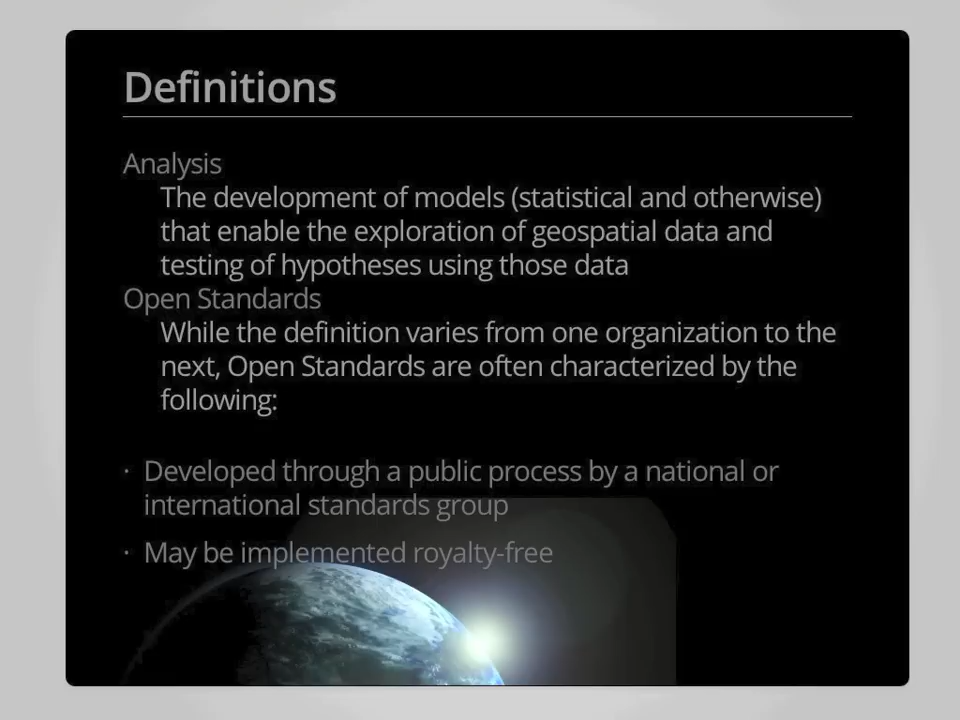 Definitions
Analysis
The development of models (statistical and otherwise)
that enable the exploration of geospatial data and
testing of hypotheses using those data
Open Standards
While the definition varies from one organization to the
next, Open Standards are often characterized by the
following:
· Developed through a public process by a national or
international standards group
· May be implemented royalty-free